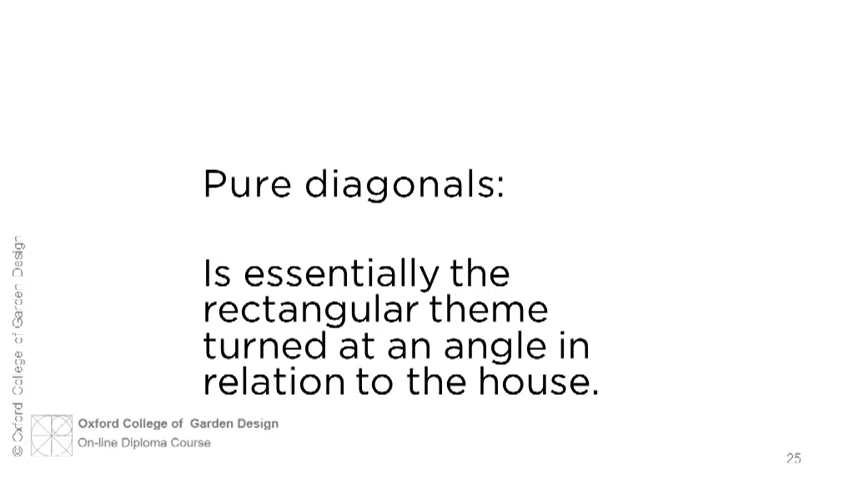 Pure diagonals:
Is essentially the
rectangular theme
turned at an angle in
relation to the house.
© Oxford College of Garden Design
Oxford College of Garden Design
On-line Diploma Course
25